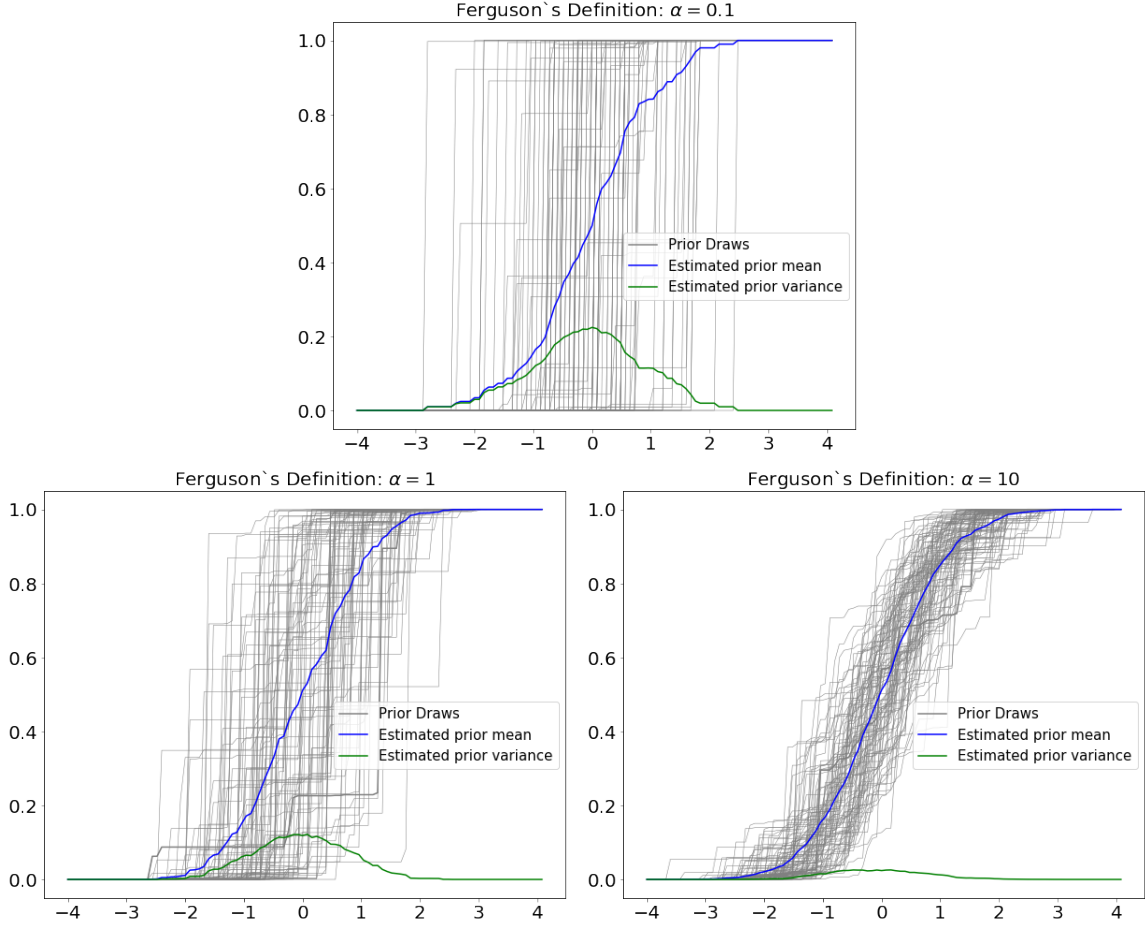 Ferguson`s Definition: α = 0.1
1.0
0.8
0.6
0.4
0.2
0.0
Prior Draws
Estimated prior mean
Estimated prior variance
−4 −3 −2 −1 0 1 2 3 4
Ferguson`s Definition: α = 1
1.0
0.8
0.6
0.4
0.2
0.0
Prior Draws
Estimated prior mean
Estimated prior variance
−4 −3 −2 −1 0 1 2 3 4
Ferguson`s Definition: α = 10
1.0
0.8
0.6
0.4
0.2
0.0
Prior Draws
Estimated prior mean
Estimated prior variance
−4 −3 −2 −1 0 1 2 3 4